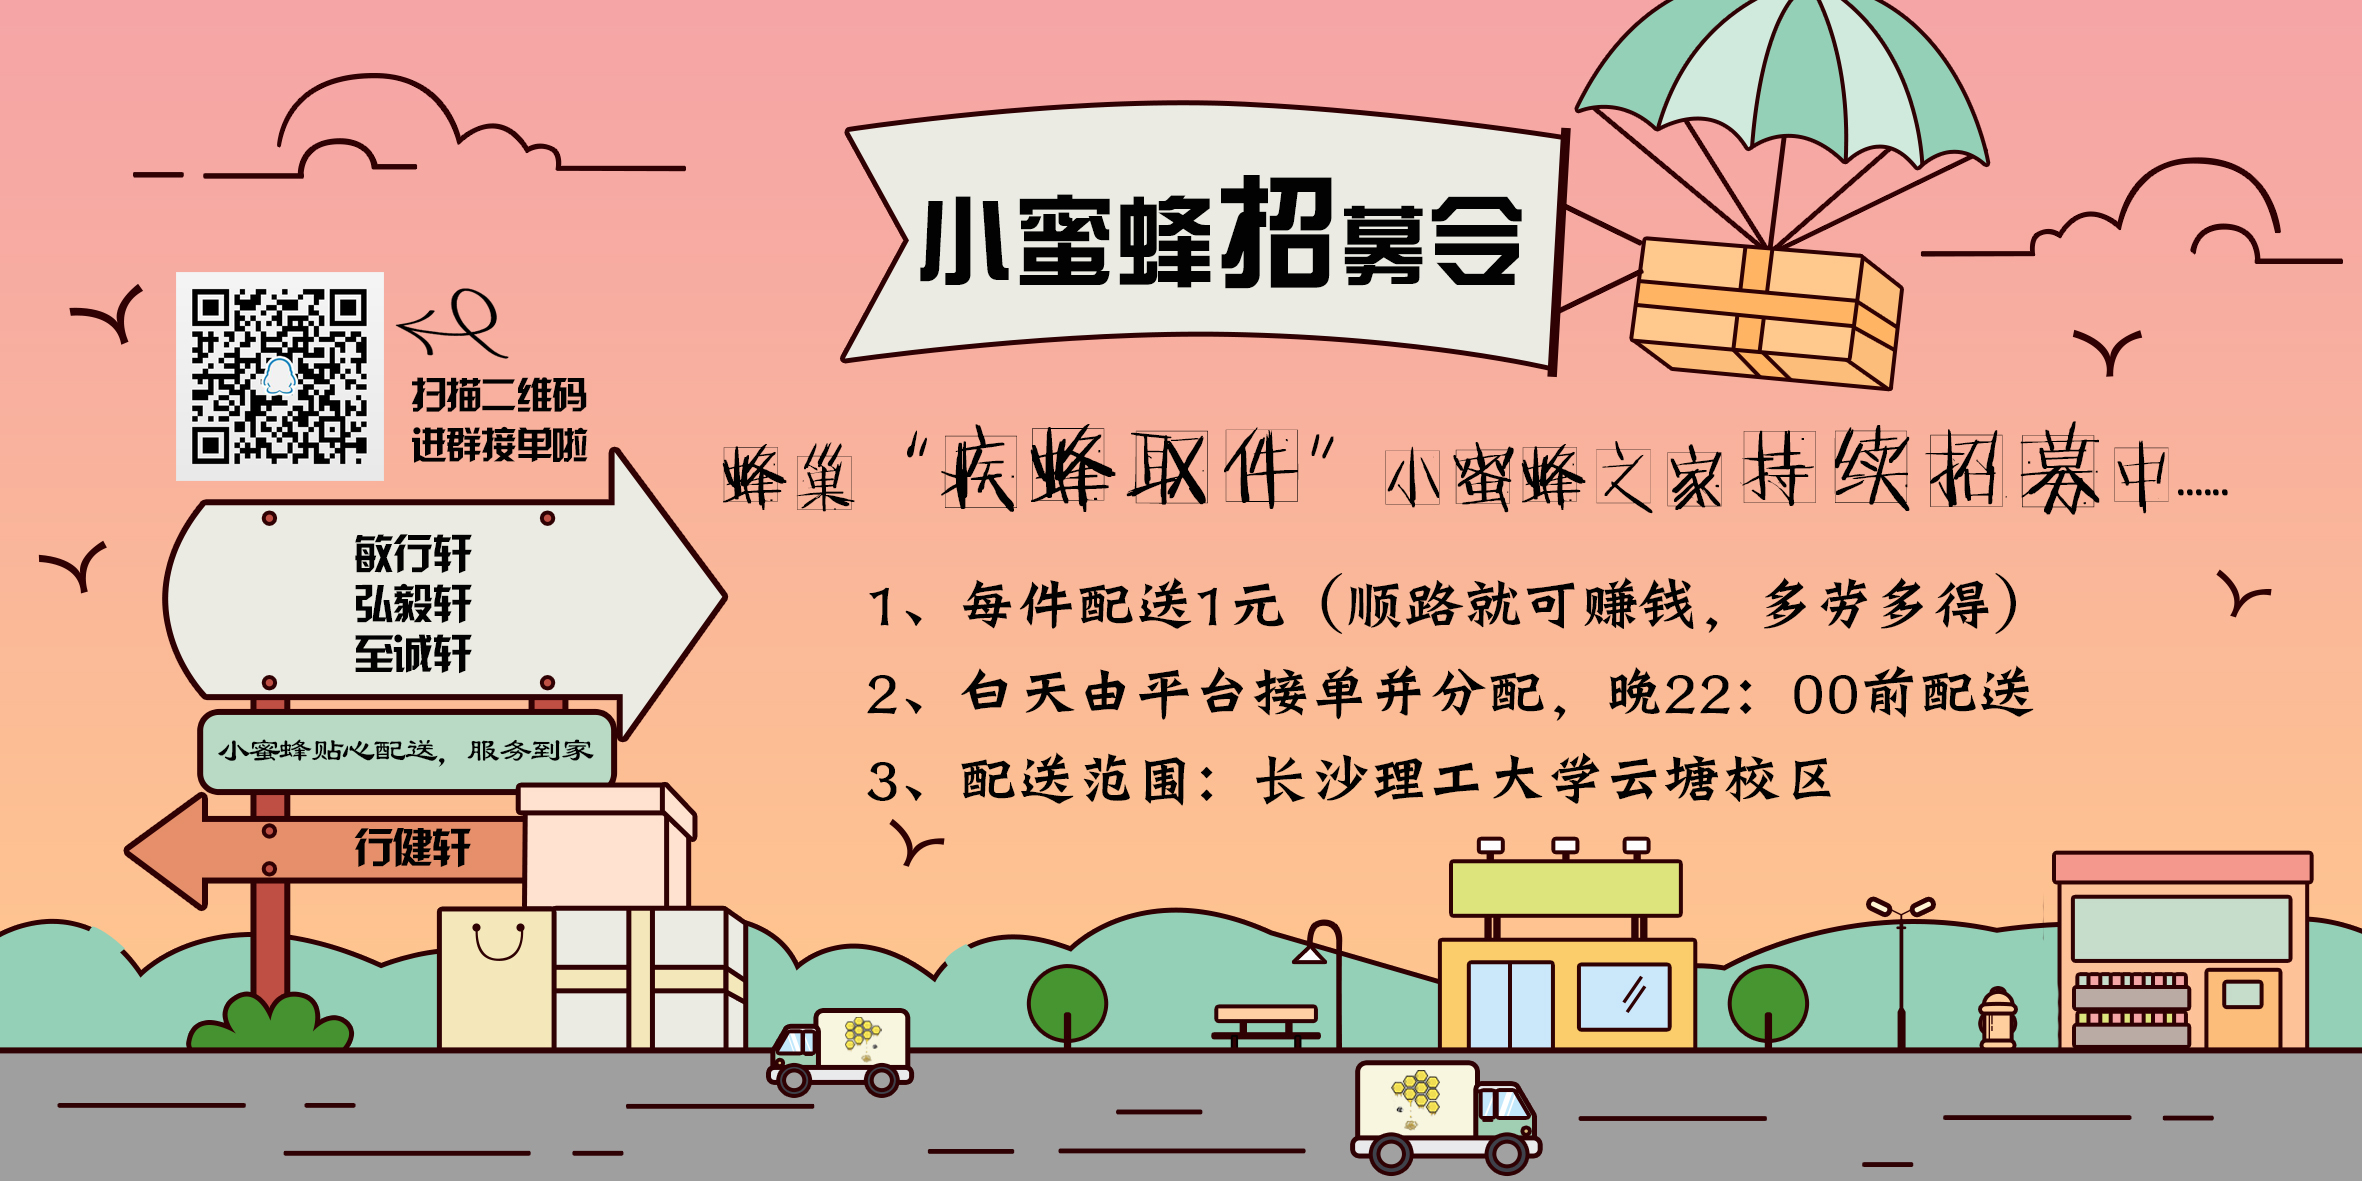 小蜜蜂招募令
扫描二维码
进群接单啦
蜂巢“疾蜂取件”小蜜蜂之家持续招募中......
敏行轩
弘毅轩
至诚轩
小蜜蜂贴心配送，服务到家
行健轩
1、每件配送1元（顺路就可赚钱，多劳多得）
2、白天由平台接单并分配，晚22：00前配送
3、配送范围：长沙理工大学云塘校区